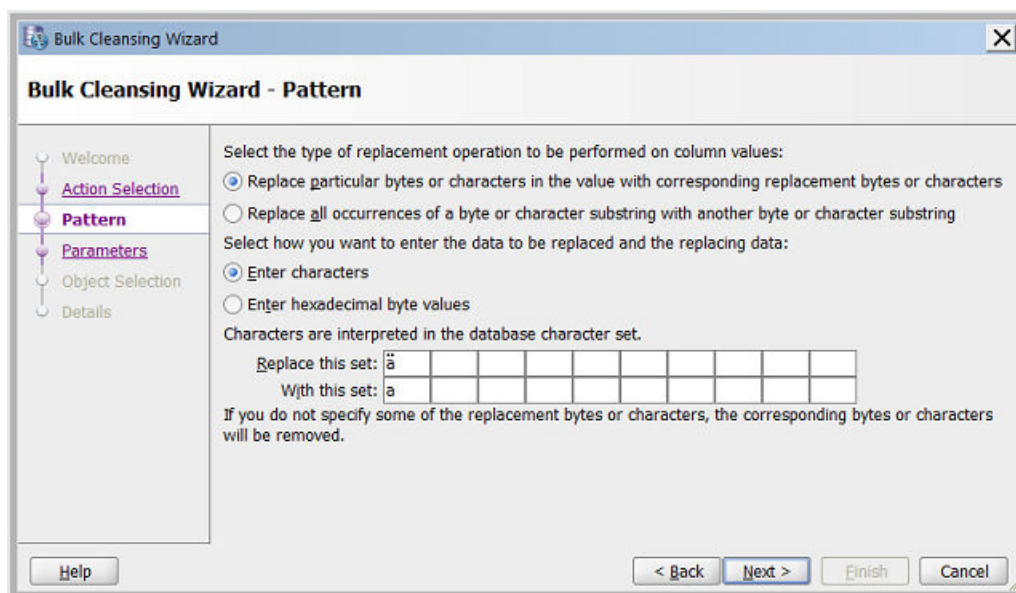 Bulk Cleansing Wizard
Bulk Cleansing Wizard - Pattern
Welcome
Action Selection
Pattern
Parameters
Object Selection
Details
Select the type of replacement operation to be performed on column values:
Replace particular bytes or characters in the value with corresponding replacement bytes or characters
Replace all occurrences of a byte or character substring with another byte or character substring
Select how you want to enter the data to be replaced and the replacing data:
Enter characters
Enter hexadecimal byte values
Characters are interpreted in the database character set.
Replace this set: ä
With this set: a
If you do not specify some of the replacement bytes or characters, the corresponding bytes or characters
will be removed.
Help
< Back
Next >
Finish
Cancel